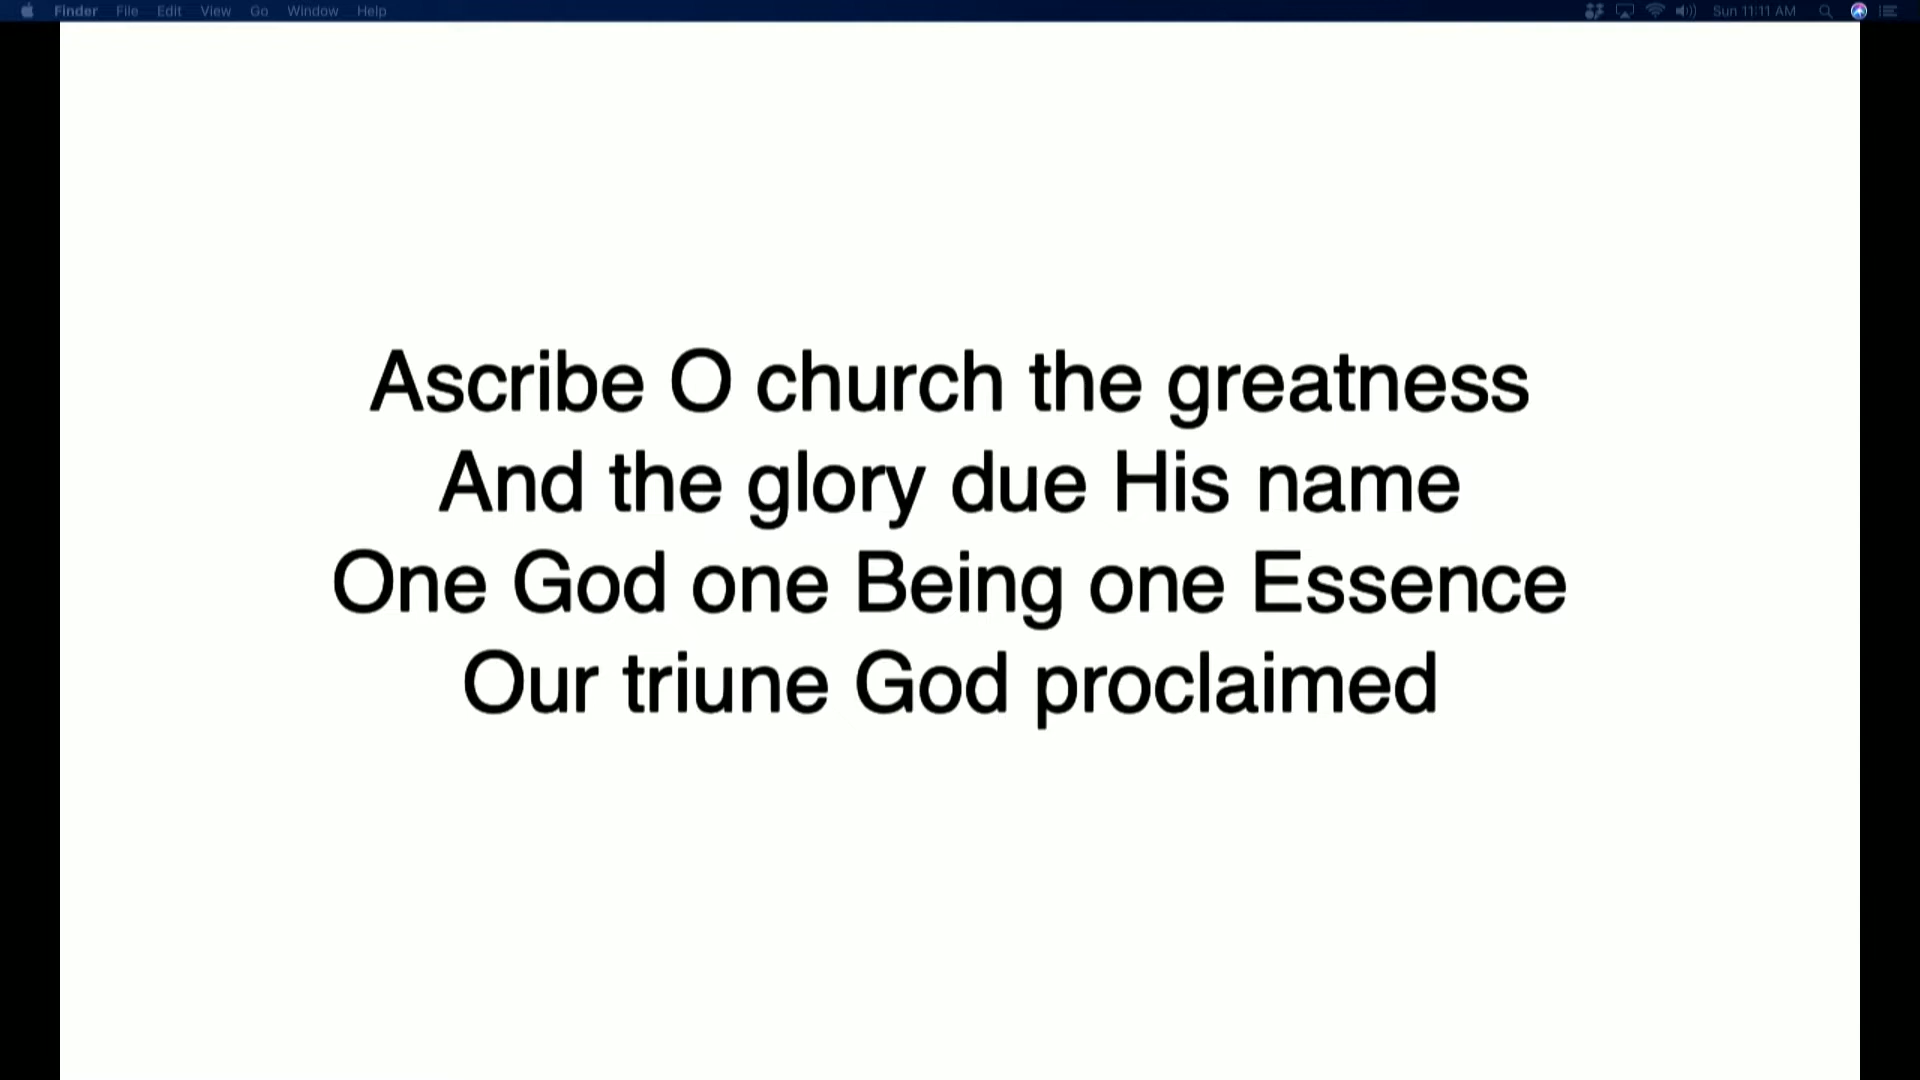 Finder File Edit View Go Window Help Sun 11:11 AM
Ascribe O church the greatness
And the glory due His name
One God one Being one Essence
Our triune God proclaimed